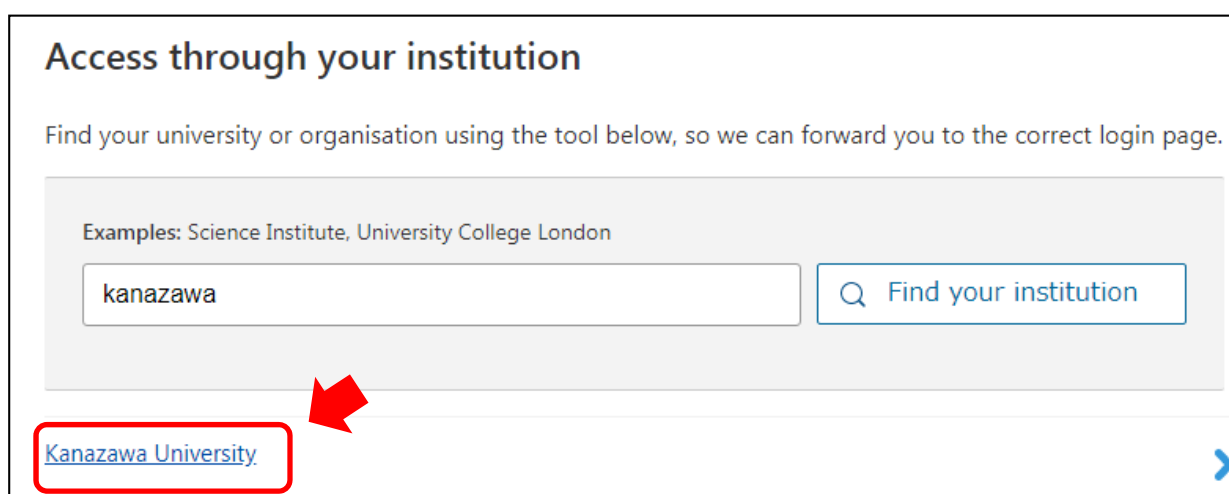 Access through your institution
Find your university or organisation using the tool below, so we can forward you to the correct login page.
Examples: Science Institute, University College London
kanazawa
Find your institution
Kanazawa University